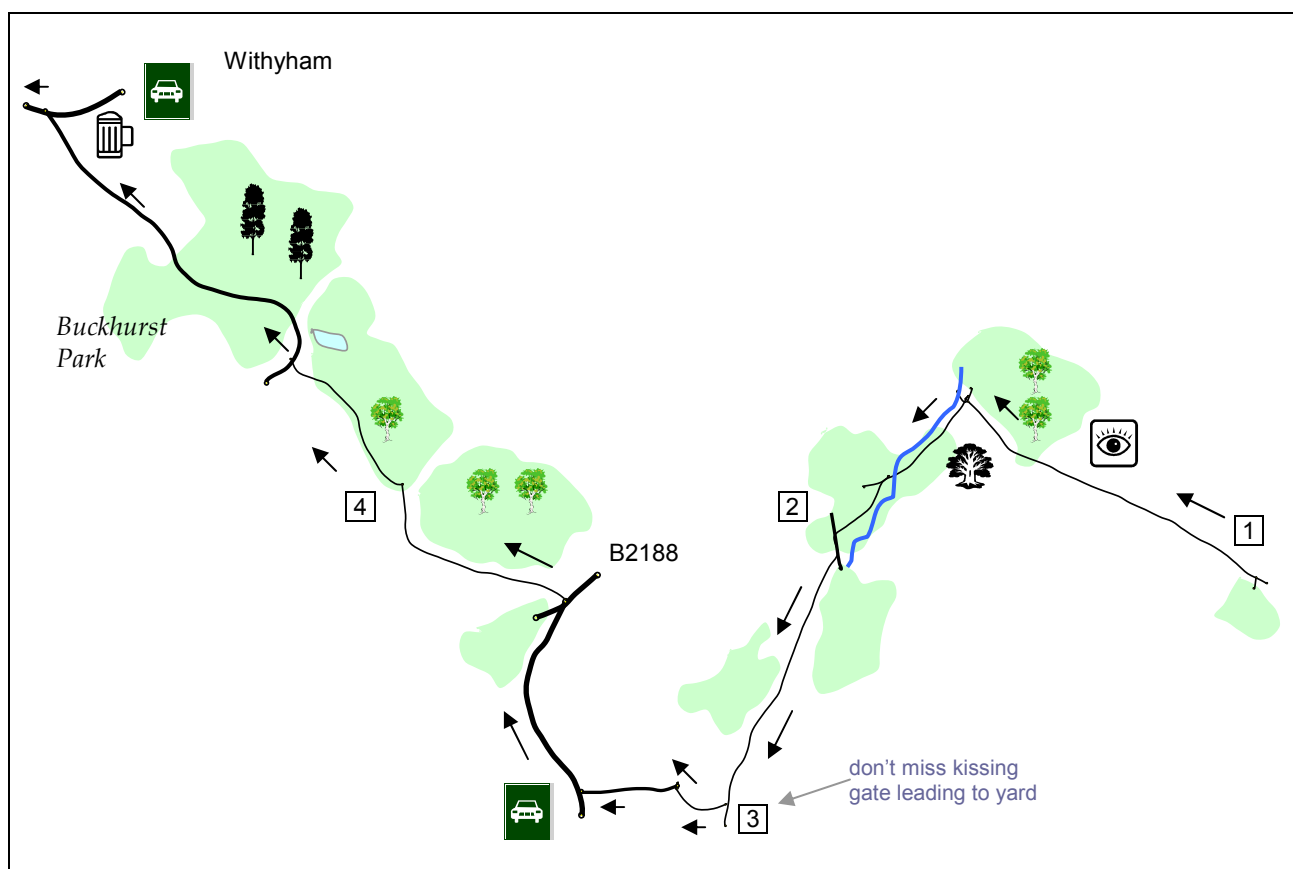 Withyham
Buckhurst
Park
1
2
4
B2188
don't miss kissing
gate leading to yard
3